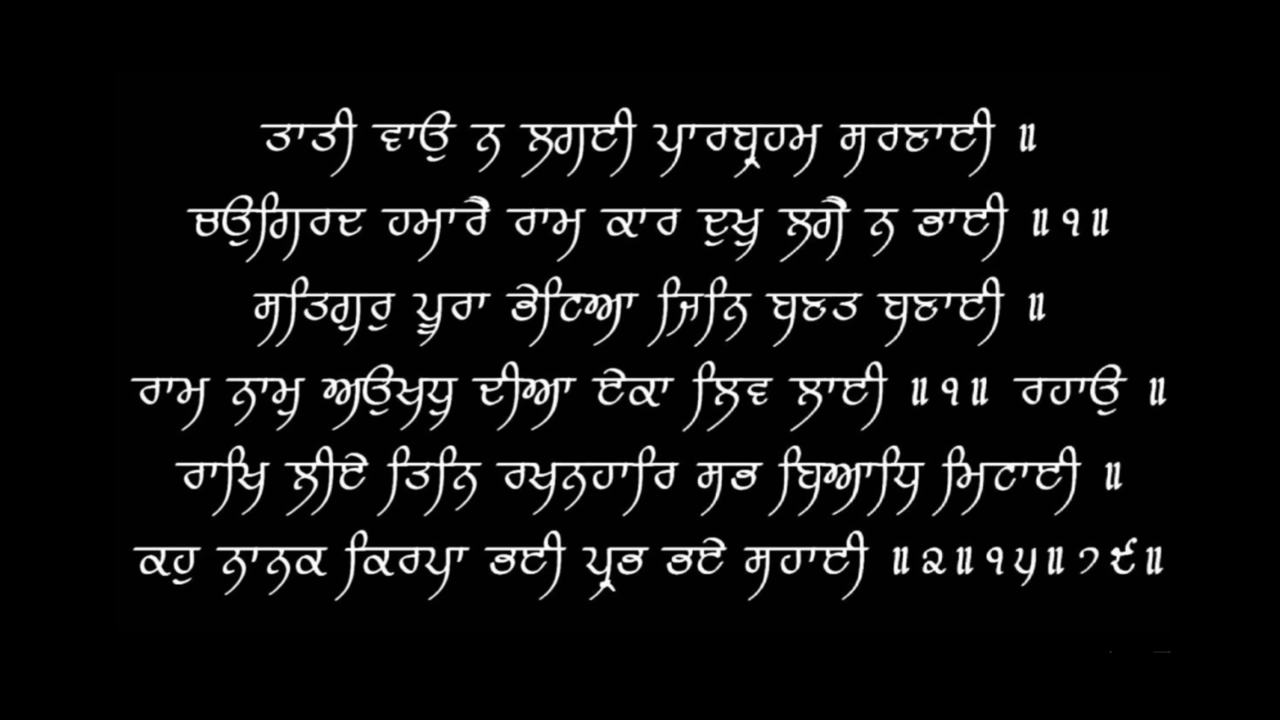 ਤਾਤੀ ਵਾਉ ਨ ਲਗਈ ਪਾਰਬ੍ਰਹਮ ਸਰਣਾਈ ॥
ਚਉਗਿਰਦ ਹਮਾਰੈ ਰਾਮ ਕਾਰ ਦੁਖੁ ਲਗੈ ਨ ਭਾਈ ॥੧॥
ਸਤਿਗੁਰੁ ਪੂਰਾ ਭੇਟਿਆ ਜਿਨਿ ਬਣਤ ਬਣਾਈ ॥
ਰਾਮ ਨਾਮੁ ਅਉਖਧੁ ਦੀਆ ਏਕਾ ਲਿਵ ਲਾਈ ॥੧॥ ਰਹਾਉ ॥
ਰਾਖਿ ਲੀਏ ਤਿਨਿ ਰਖਨਹਾਰਿ ਸਭ ਬਿਆਧਿ ਮਿਟਾਈ ॥
ਕਹੁ ਨਾਨਕ ਕਿਰਪਾ ਭਈ ਪ੍ਰਭ ਭਏ ਸਹਾਈ ॥੨॥੧੫॥੭੯॥